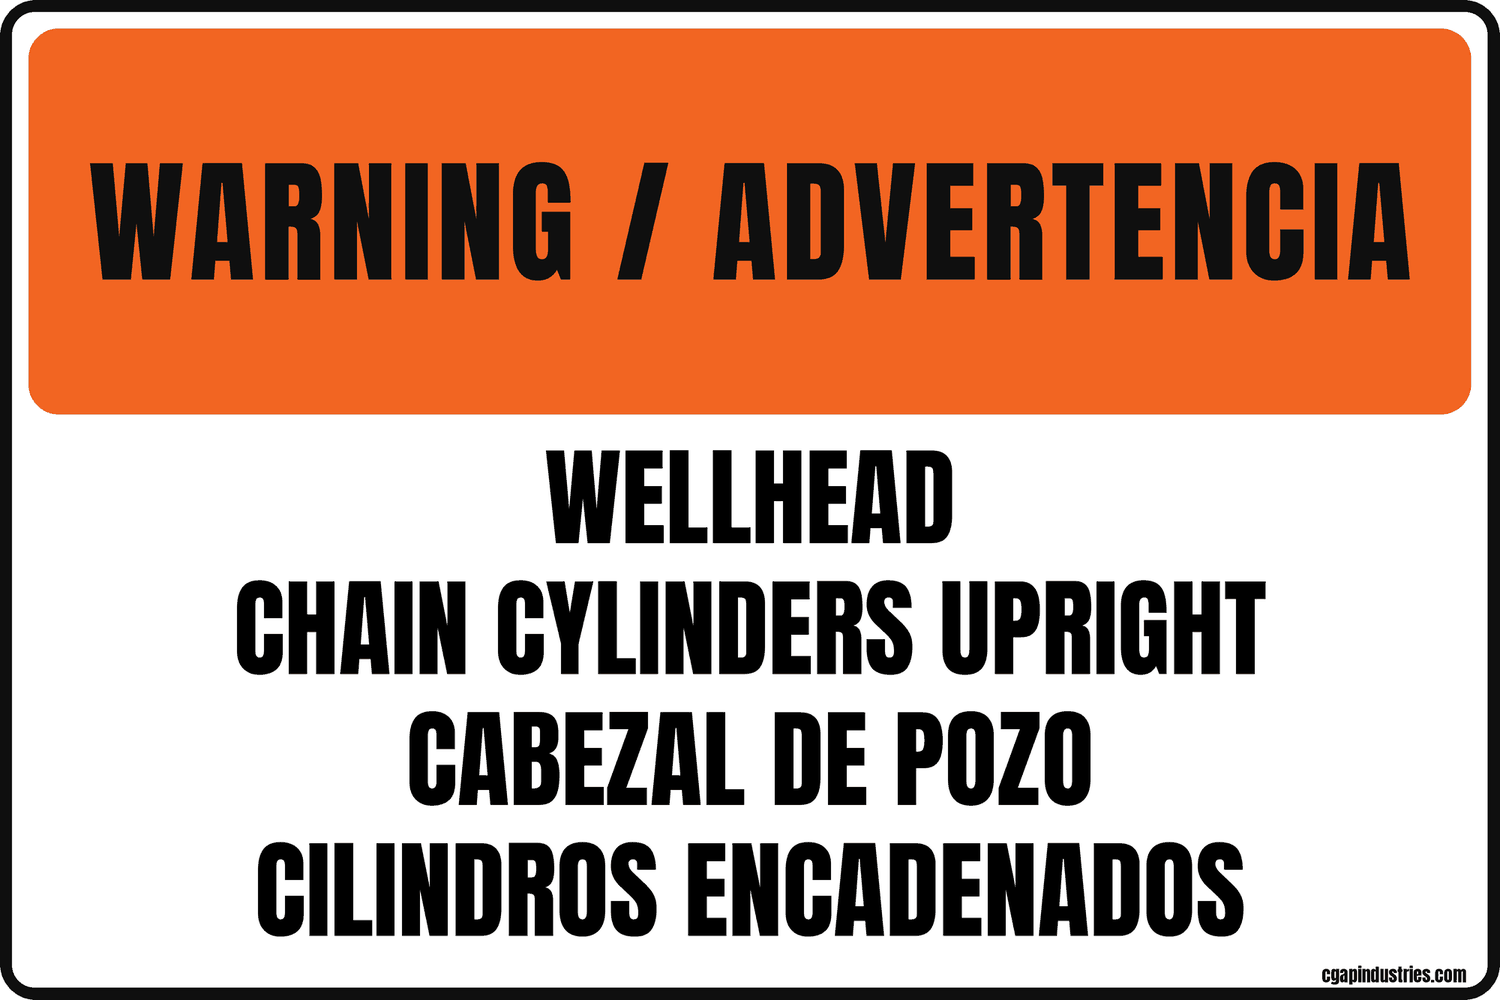 WARNING / ADVERTENCIA
WELLHEAD
CHAIN CYLINDERS UPRIGHT
CABEZAL DE POZO
CILINDROS ENCADENADOS
cgapindustries.com